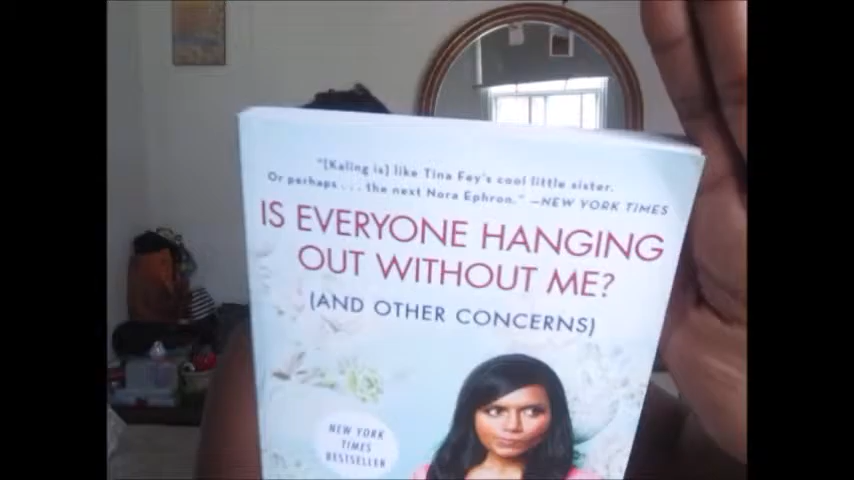 "[Kaling is] like Tina Fey's cool little sister.
Or perhaps... the next Nora Ephron." —NEW YORK TIMES
IS EVERYONE HANGING
OUT WITHOUT ME?
(AND OTHER CONCERNS)
NEW YORK
TIMES
BESTSELLER